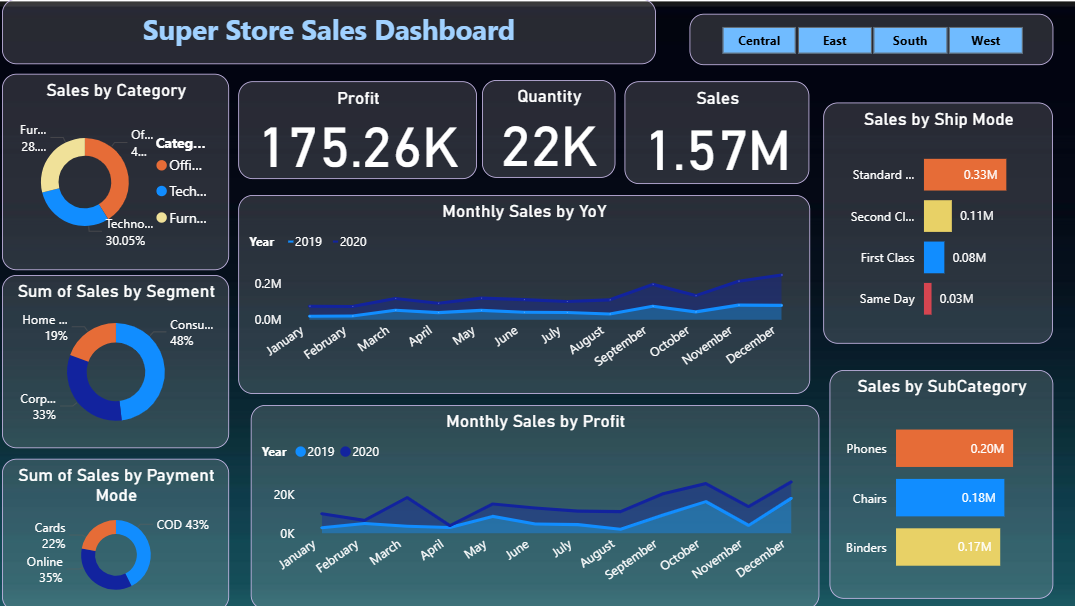 Super Store Sales Dashboard
Central East South West
Sales by Category
Fur...
28....
Of...
4...
Techno...
30.05%
Categ...
Offi...
Tech...
Furn...
Profit
175.26K
Quantity
22K
Sales
1.57M
Sales by Ship Mode
Standard ... 0.33M
Second Cl... 0.11M
First Class 0.08M
Same Day 0.03M
Monthly Sales by YoY
Year 2019 2020
0.2M
0.0M
January February March April May June July August September October November December
Sum of Sales by Segment
Home ...
19%
Consu...
48%
Corp...
33%
Sales by SubCategory
Phones 0.20M
Chairs 0.18M
Binders 0.17M
Monthly Sales by Profit
Year 2019 2020
20K
0K
January February March April May June July August September October November December
Sum of Sales by Payment
Mode
Cards
22%
COD 43%
Online
35%